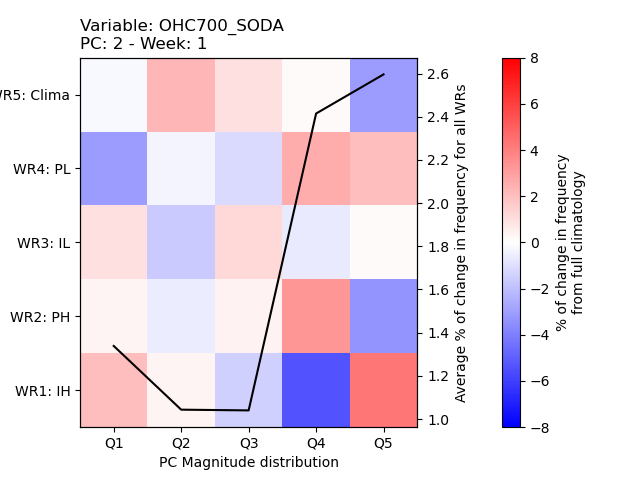 Variable: OHC700_SODA
PC: 2 - Week: 1
WR5: Clima
WR4: PL
WR3: IL
WR2: PH
WR1: IH
Q1 Q2 Q3 Q4 Q5
PC Magnitude distribution
2.6
2.4
2.2
2.0
1.8
1.6
1.4
1.2
1.0
Average % of change in frequency for all WRs
8
6
4
2
0
−2
−4
−6
−8
% of change in frequency
from full climatology